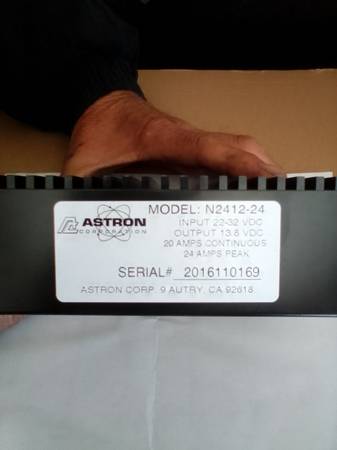 ASTRON
CORPORATION
MODEL: N2412-24
INPUT 22-32 VDC
OUTPUT 13.8 VDC
20 AMPS CONTINUOUS
24 AMPS PEAK
SERIAL# 2016110169
ASTRON CORP. 9 AUTRY, CA 92618